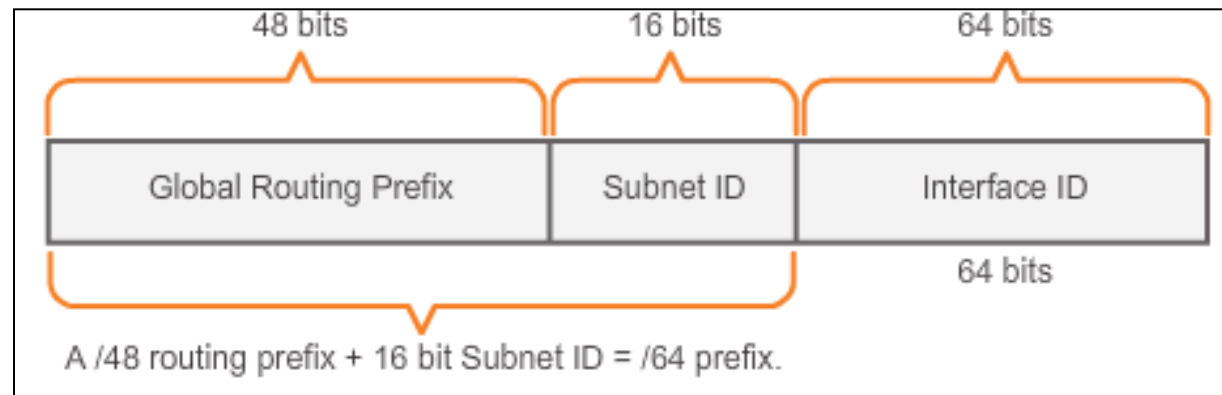 48 bits 16 bits 64 bits
Global Routing Prefix Subnet ID Interface ID
64 bits
A /48 routing prefix + 16 bit Subnet ID = /64 prefix.